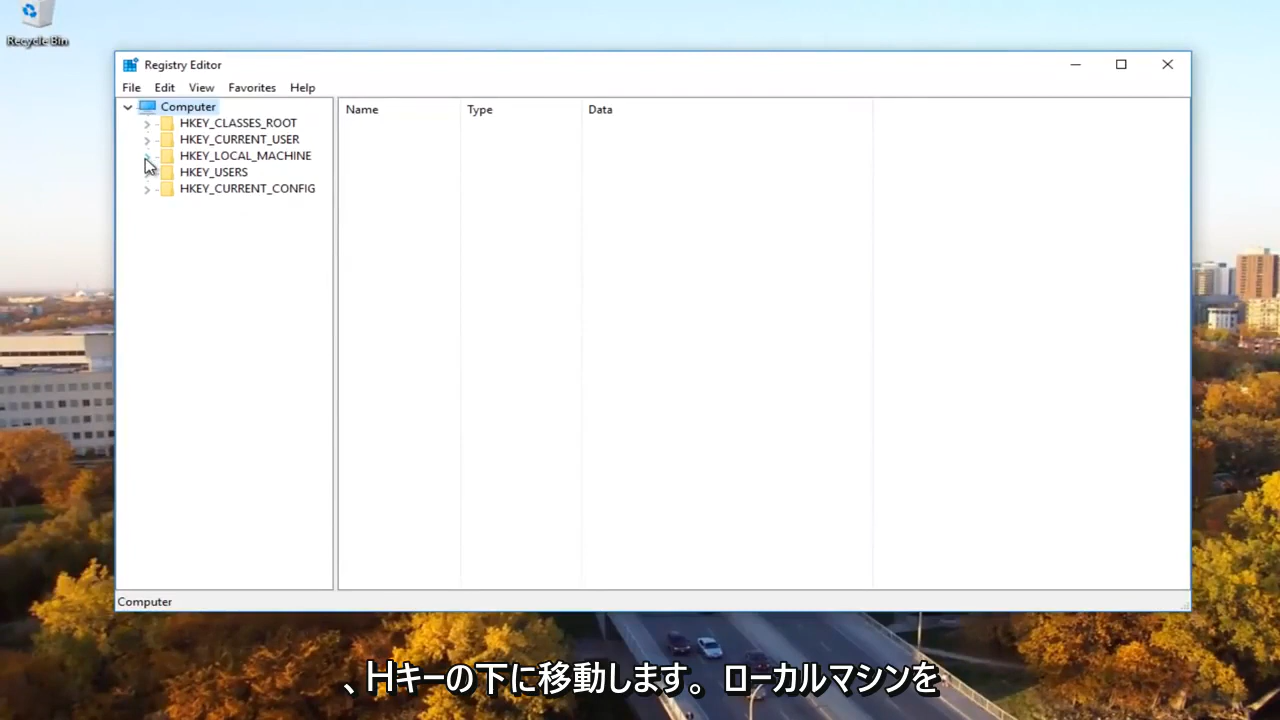 Recycle Bin
Registry Editor
File Edit View Favorites Help
Computer
HKEY_CLASSES_ROOT
HKEY_CURRENT_USER
HKEY_LOCAL_MACHINE
HKEY_USERS
HKEY_CURRENT_CONFIG
Name Type Data
Computer
、Hキーの下に移動します。ローカルマシンを